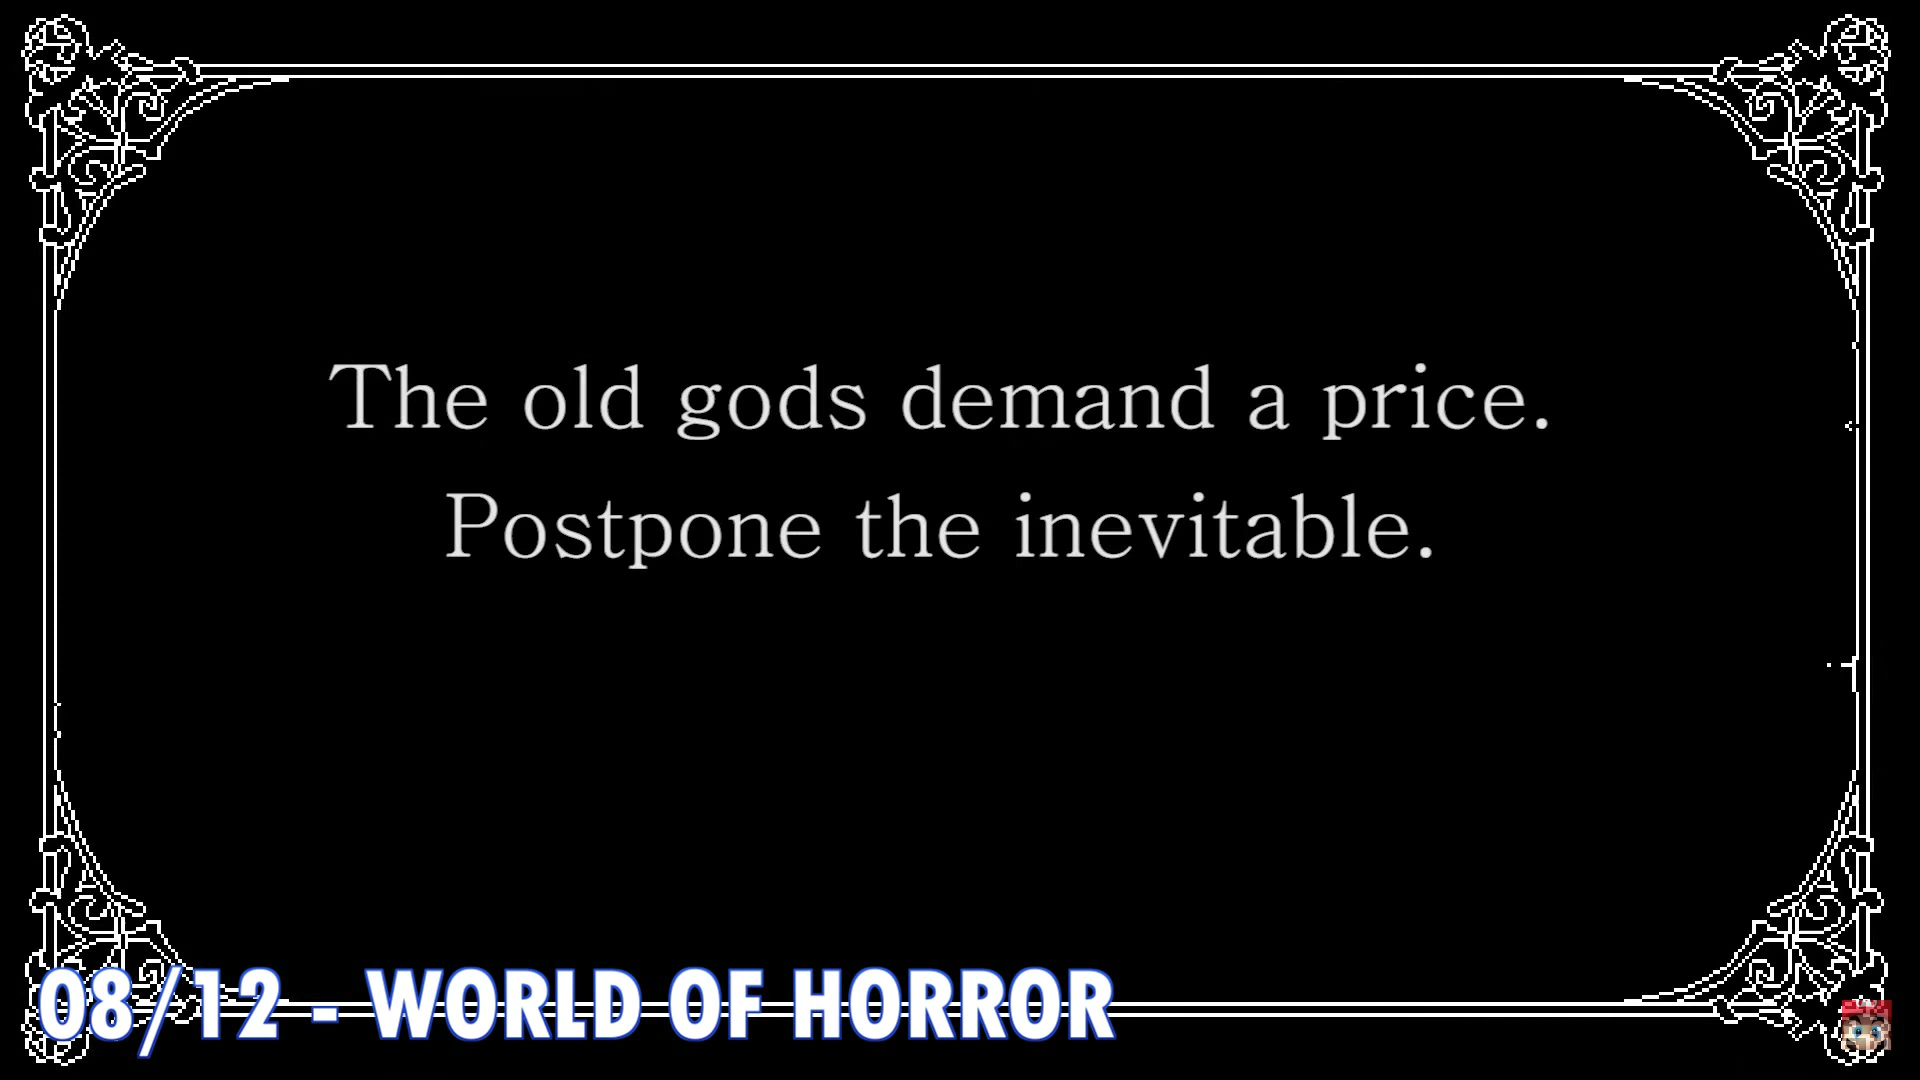 The old gods demand a price.
Postpone the inevitable.
08/12 - WORLD OF HORROR